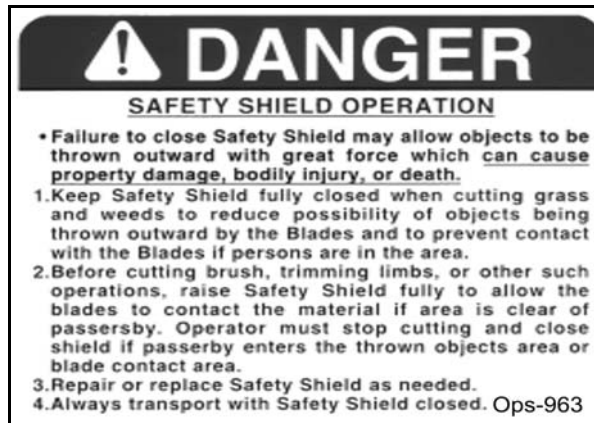 DANGER
SAFETY SHIELD OPERATION
• Failure to close Safety Shield may allow objects to be
thrown outward with great force which can cause
property damage, bodily injury, or death.
1.Keep Safety Shield fully closed when cutting grass
and weeds to reduce possibility of objects being
thrown outward by the Blades and to prevent contact
with the Blades if persons are in the area.
2.Before cutting brush, trimming limbs, or other such
operations, raise Safety Shield fully to allow the
blades to contact the material if area is clear of
passersby. Operator must stop cutting and close
shield if passerby enters the thrown objects area or
blade contact area.
3.Repair or replace Safety Shield as needed.
4.Always transport with Safety Shield closed. Ops-963